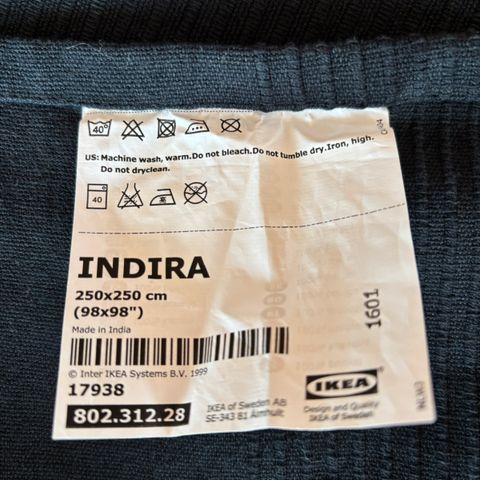 40°
US: Machine wash, warm.Do not bleach.Do not tumble dry.Iron, high.
Do not dryclean.
40
INDIRA
250x250 cm
(98x98")
Made in India
1601
© Inter IKEA Systems B.V. 1999
17938
802.312.28
IKEA of Sweden AB
SE-343 81 Älmhult
IKEA
Design and Quality
IKEA of Sweden